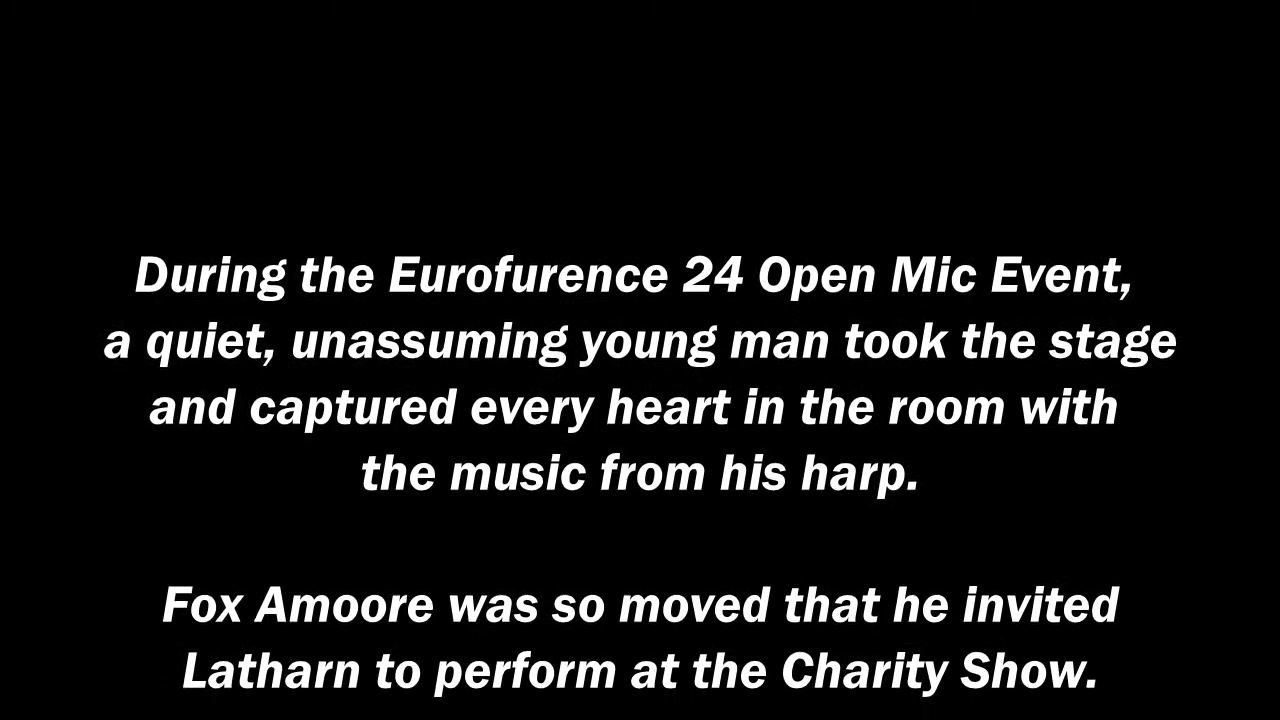 During the Eurofurence 24 Open Mic Event,
a quiet, unassuming young man took the stage
and captured every heart in the room with
the music from his harp.
Fox Amoore was so moved that he invited
Latharn to perform at the Charity Show.